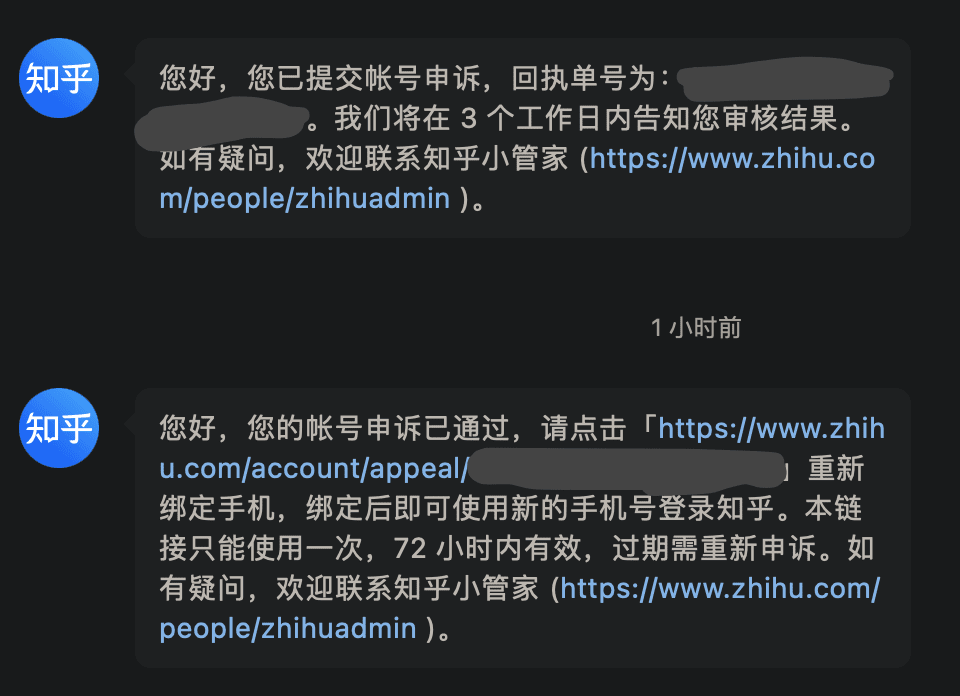 知乎
您好，您已提交帐号申诉，回执单号为：
。我们将在 3 个工作日内告知您审核结果。
如有疑问，欢迎联系知乎小管家 (https://www.zhihu.co
m/people/zhihuadmin )。
1 小时前
知乎
您好，您的帐号申诉已通过，请点击「https://www.zhih
u.com/account/appeal/」重新
绑定手机，绑定后即可使用新的手机号登录知乎。本链
接只能使用一次，72 小时内有效，过期需重新申诉。如
有疑问，欢迎联系知乎小管家 (https://www.zhihu.com/
people/zhihuadmin )。